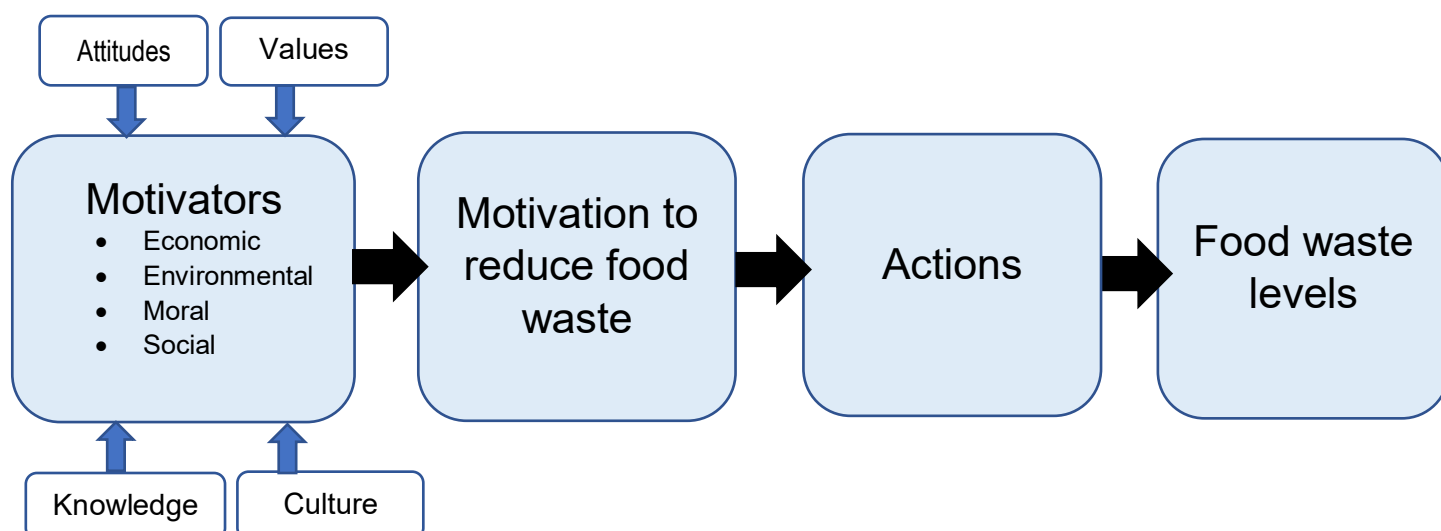 Attitudes
Values
Motivators
• Economic
• Environmental
• Moral
• Social
Motivation to
reduce food
waste
Actions
Food waste
levels
Knowledge
Culture